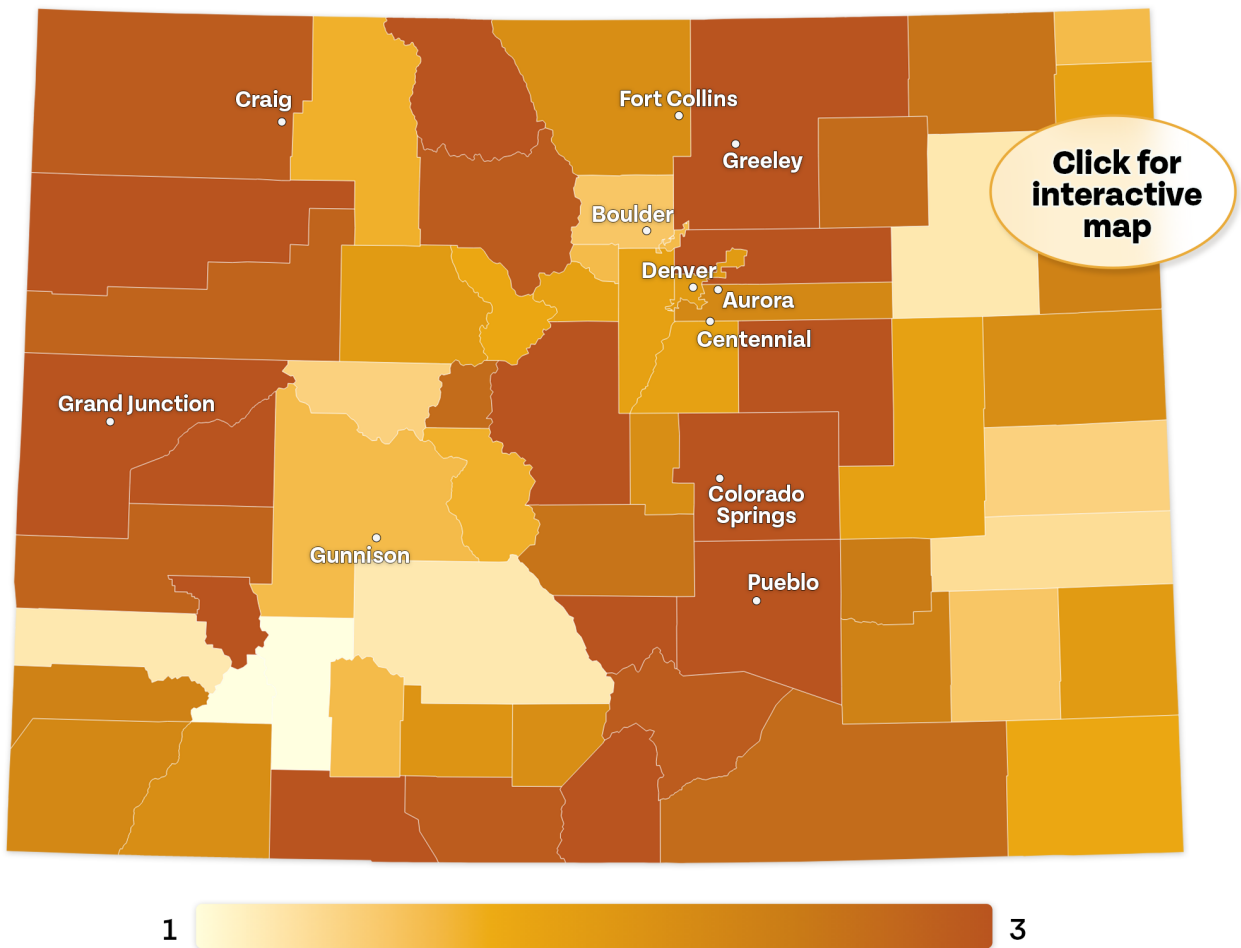 Craig
Fort Collins
Greeley
Click for
interactive
map
Boulder
Denver
Aurora
Centennial
Grand Junction
Colorado
Springs
Gunnison
Pueblo
1
3